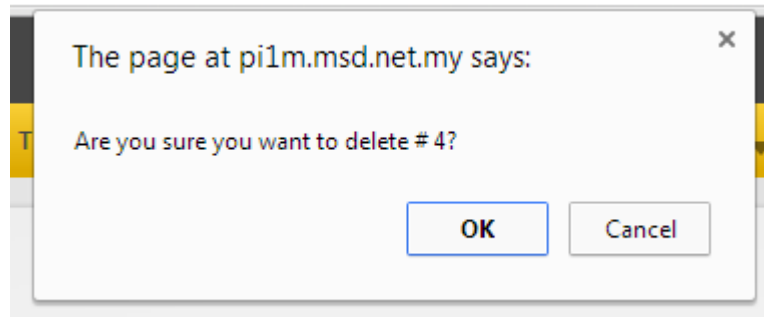 The page at pi1m.msd.net.my says:
T
Are you sure you want to delete # 4?
OK
Cancel